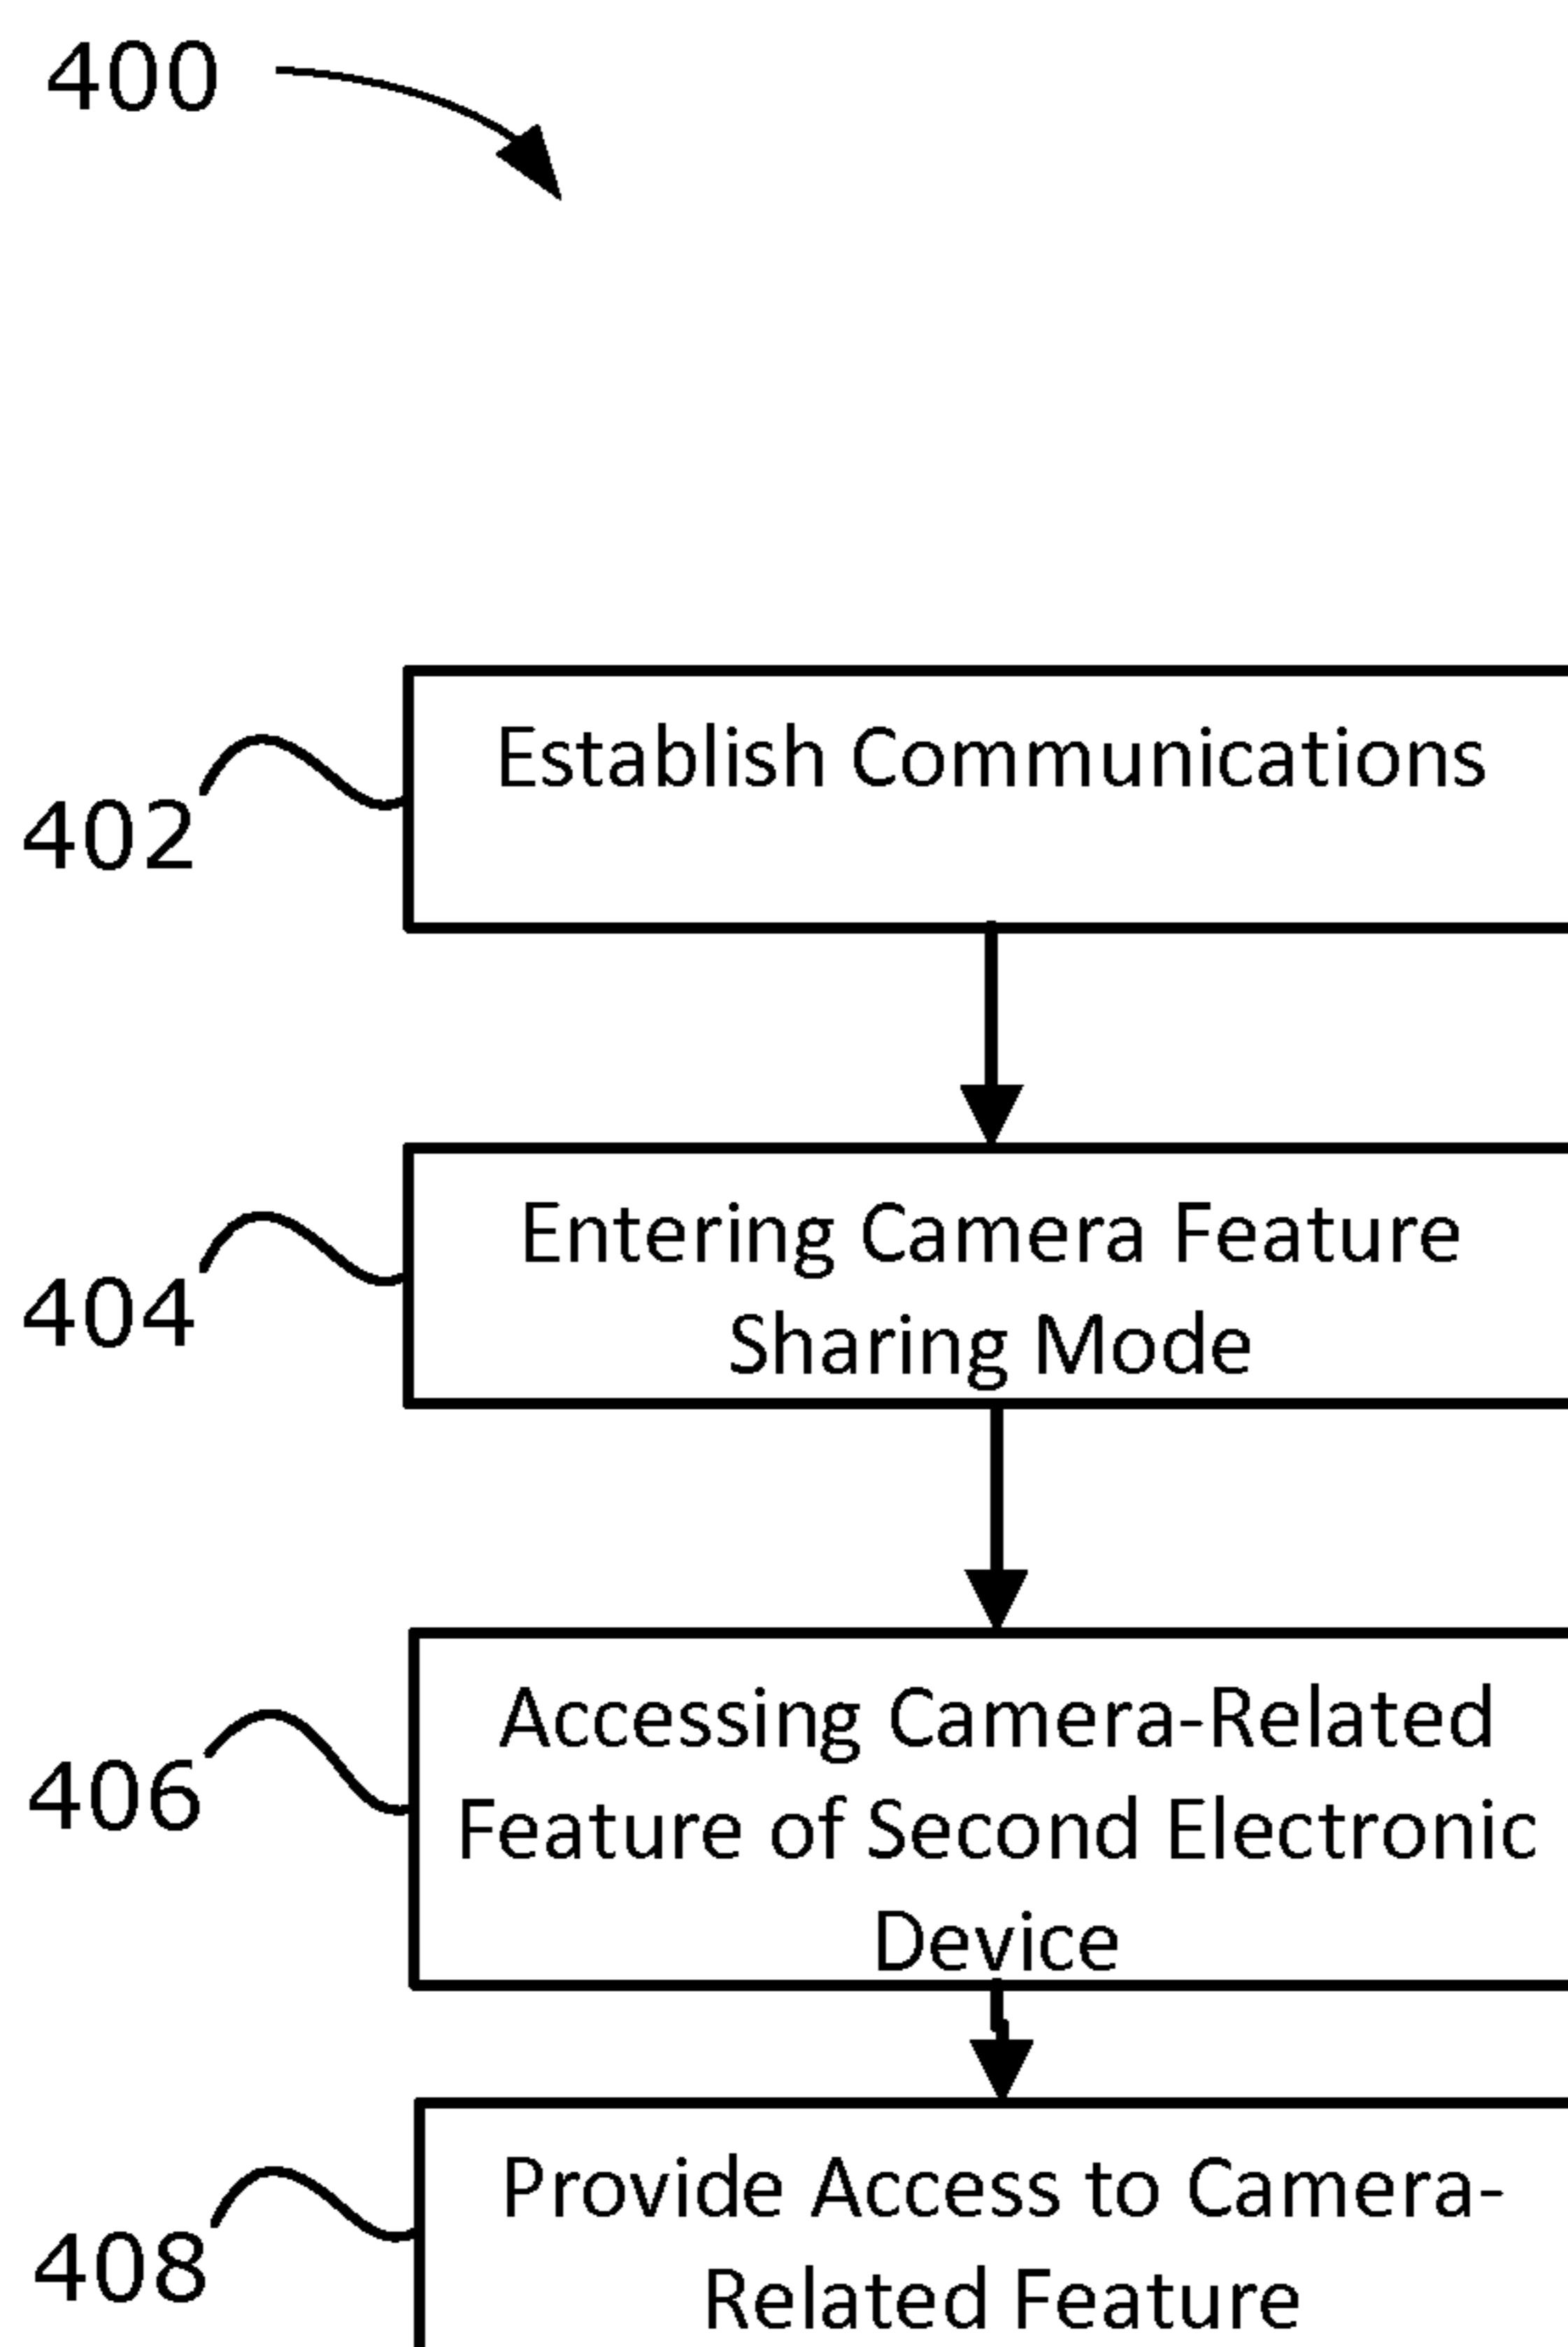 400
Establish Communications
402
Entering Camera Feature
Sharing Mode
404
Accessing Camera-Related
Feature of Second Electronic
Device
406
Provide Access to Camera-
Related Feature
408